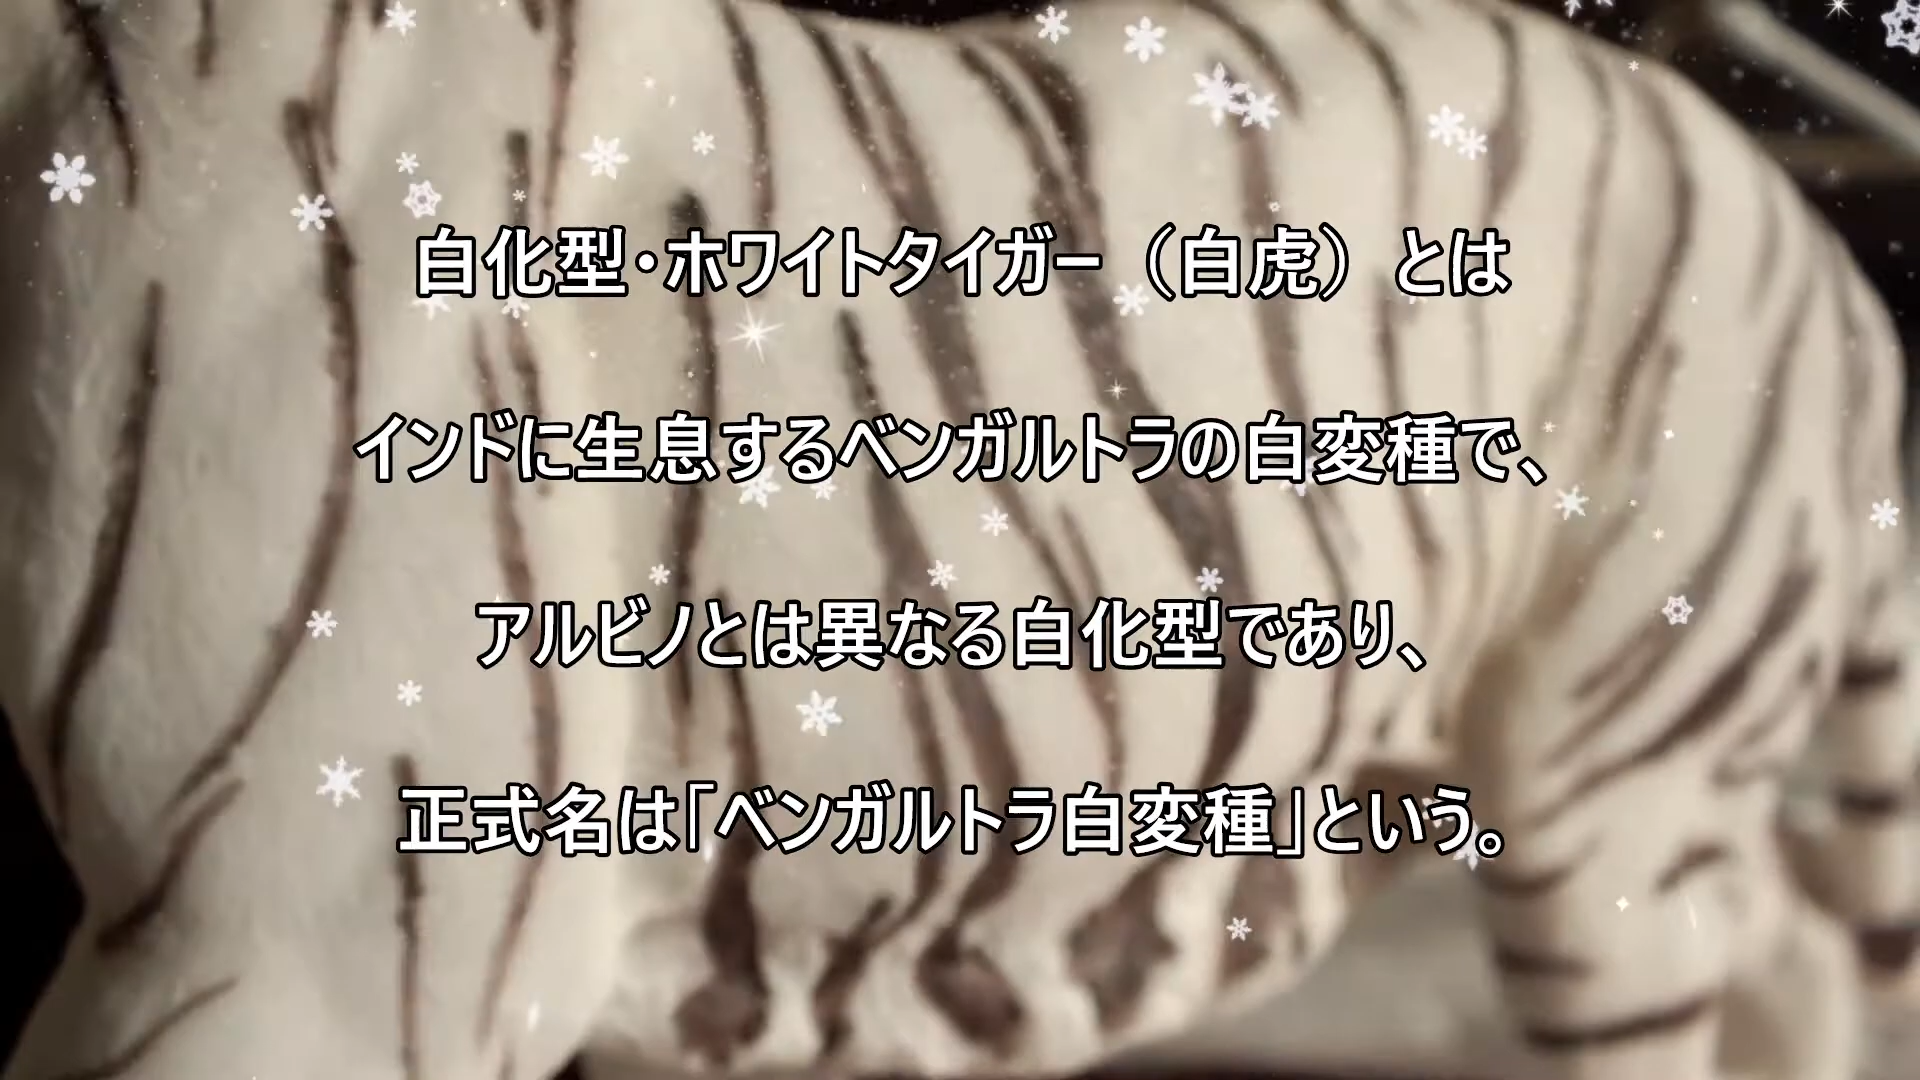 白化型・ホワイトタイガー（白虎）とは
インドに生息するベンガルトラの白変種で、
アルビノとは異なる白化型であり、
正式名は「ベンガルトラ白変種」という。